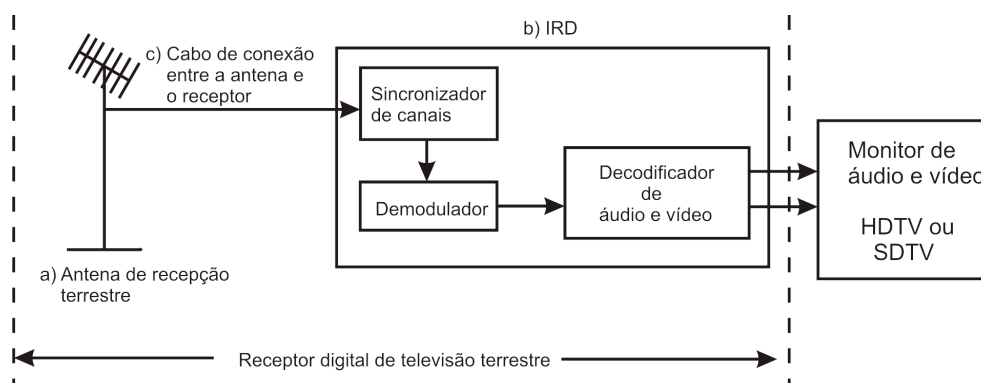 b) IRD
c) Cabo de conexão
entre a antena e
o receptor
Sincronizador
de canais
Demodulador
Decodificador
de
áudio e vídeo
Monitor de
áudio e vídeo
HDTV ou
SDTV
a) Antena de recepção
terrestre
Receptor digital de televisão terrestre